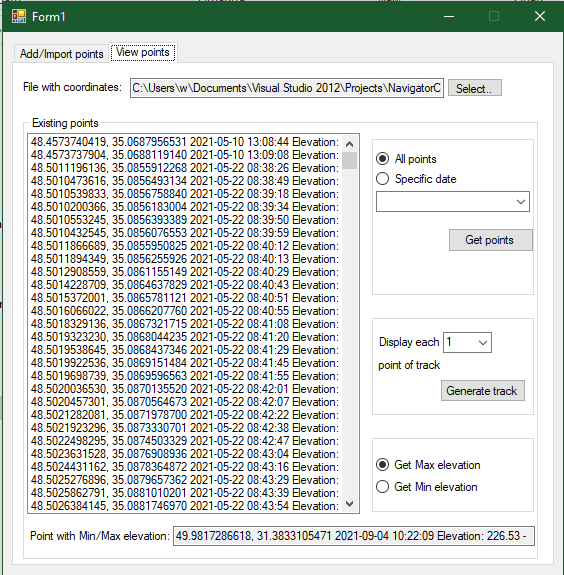 Form1
Add/Import points
View points
File with coordinates:
C:\Users\w\Documents\Visual Studio 2012\Projects\NavigatorC
Select..
Existing points
48.4573740419, 35.0687956531 2021-05-10 13:08:44 Elevation:
48.4573737904, 35.0688119140 2021-05-10 13:09:08 Elevation:
48.5011196136, 35.0855912268 2021-05-22 08:38:26 Elevation:
48.5010473616, 35.0856493134 2021-05-22 08:38:49 Elevation:
48.5010539833, 35.0856758840 2021-05-22 08:39:18 Elevation:
48.5010200366, 35.0856183004 2021-05-22 08:39:34 Elevation:
48.5010553245, 35.0856393389 2021-05-22 08:39:50 Elevation:
48.5010432545, 35.0856076553 2021-05-22 08:39:59 Elevation:
48.5011866689, 35.0855950825 2021-05-22 08:40:12 Elevation:
48.5011894349, 35.0856255926 2021-05-22 08:40:13 Elevation:
48.5012908559, 35.0861155149 2021-05-22 08:40:29 Elevation:
48.5014228709, 35.0864637829 2021-05-22 08:40:43 Elevation:
48.5015372001, 35.0865781121 2021-05-22 08:40:51 Elevation:
48.5016066022, 35.0866207760 2021-05-22 08:40:55 Elevation:
48.5018329136, 35.0867321715 2021-05-22 08:41:08 Elevation:
48.5019323230, 35.0868044235 2021-05-22 08:41:20 Elevation:
48.5019538645, 35.0868437346 2021-05-22 08:41:29 Elevation:
48.5019922536, 35.0869151484 2021-05-22 08:41:45 Elevation:
48.5019698739, 35.0869596563 2021-05-22 08:41:55 Elevation:
48.5020036530, 35.0870135520 2021-05-22 08:42:01 Elevation:
48.5020457301, 35.0870564673 2021-05-22 08:42:07 Elevation:
48.5021282081, 35.0871978700 2021-05-22 08:42:22 Elevation:
48.5021923296, 35.0873330701 2021-05-22 08:42:38 Elevation:
48.5022498295, 35.0874503329 2021-05-22 08:42:47 Elevation:
48.5023631528, 35.0876908936 2021-05-22 08:43:04 Elevation:
48.5024431162, 35.0878364872 2021-05-22 08:43:16 Elevation:
48.5025276896, 35.0879657362 2021-05-22 08:43:29 Elevation:
48.5025862791, 35.0881010201 2021-05-22 08:43:39 Elevation:
48.5026384145, 35.0881746970 2021-05-22 08:43:54 Elevation:
All points
Specific date
Get points
Display each 1
point of track
Generate track
Get Max elevation
Get Min elevation
Point with Min/Max elevation:
49.9817286618, 31.3833105471 2021-09-04 10:22:09 Elevation: 226.53 -